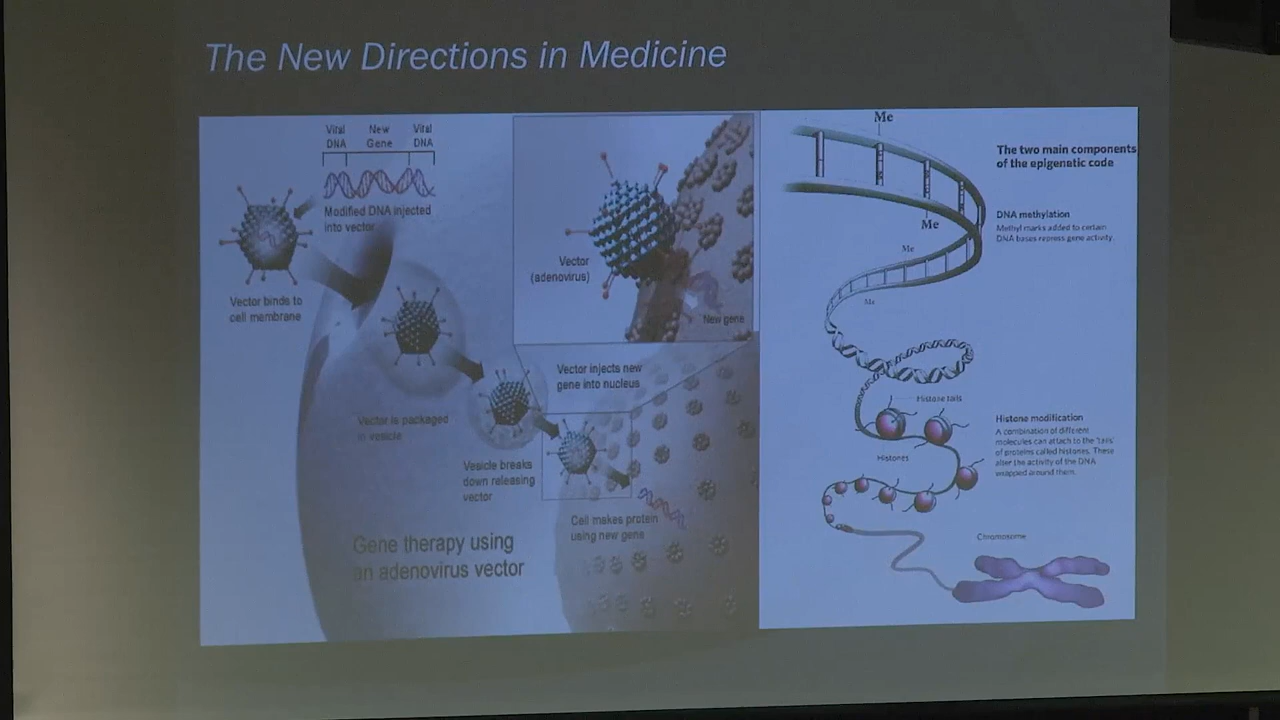 The New Directions in Medicine
Vital
DNA
New
Gene
Vital
DNA
Modified DNA injected
into vector
Vector binds to
cell membrane
Vector is packaged
in vesicle
Vesicle breaks
down releasing
vector
Vector
(adenovirus)
New gene
Vector injects new
gene into nucleus
Cell makes protein
using new gene
Gene therapy using
an adenovirus vector
Me
The two main components
of the epigenetic code
DNA methylation
Methyl marks added to certain
DNA bases repress gene activity.
Me
Me
Me
Histone tails
Histones
Histone modification
A combination of different
molecules can attach to the 'tails'
of proteins called histones. These
alter the activity of the DNA
wrapped around them.
Chromosome